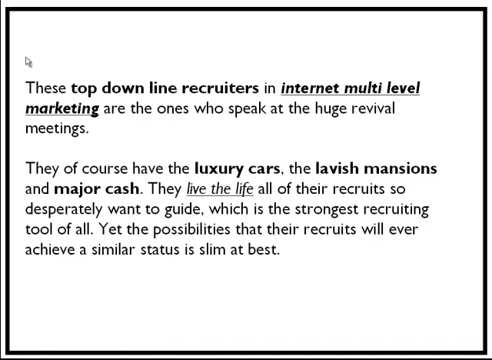 These top down line recruiters in internet multi level
marketing are the ones who speak at the huge revival
meetings.
They of course have the luxury cars, the lavish mansions
and major cash. They live the life all of their recruits so
desperately want to guide, which is the strongest recruiting
tool of all. Yet the possibilities that their recruits will ever
achieve a similar status is slim at best.